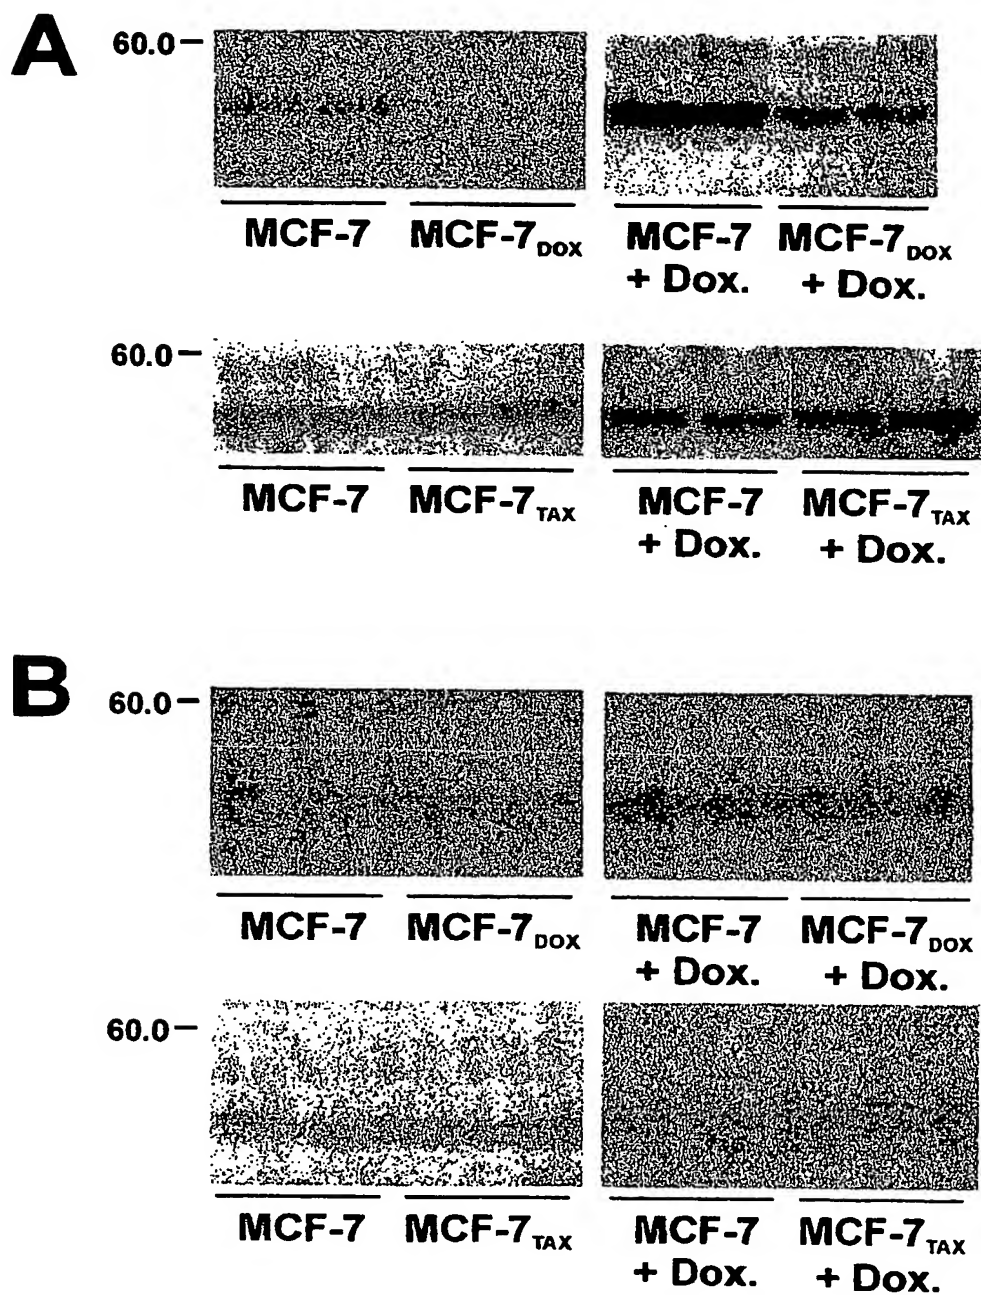 A
60.0
MCF-7 MCF-7DOX MCF-7 MCF-7DOX
+ Dox. + Dox.
60.0
MCF-7 MCF-7TAX MCF-7 MCF-7TAX
+ Dox. + Dox.
B
60.0
MCF-7 MCF-7DOX MCF-7 MCF-7DOX
+ Dox. + Dox.
60.0
MCF-7 MCF-7TAX MCF-7 MCF-7TAX
+ Dox. + Dox.